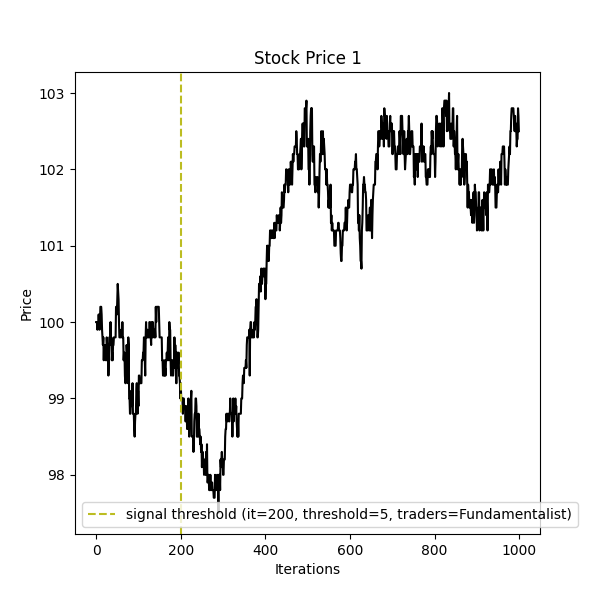 Stock Price 1
Price
103
102
101
100
99
98
signal threshold (it=200, threshold=5, traders=Fundamentalist)
0 200 400 600 800 1000
Iterations